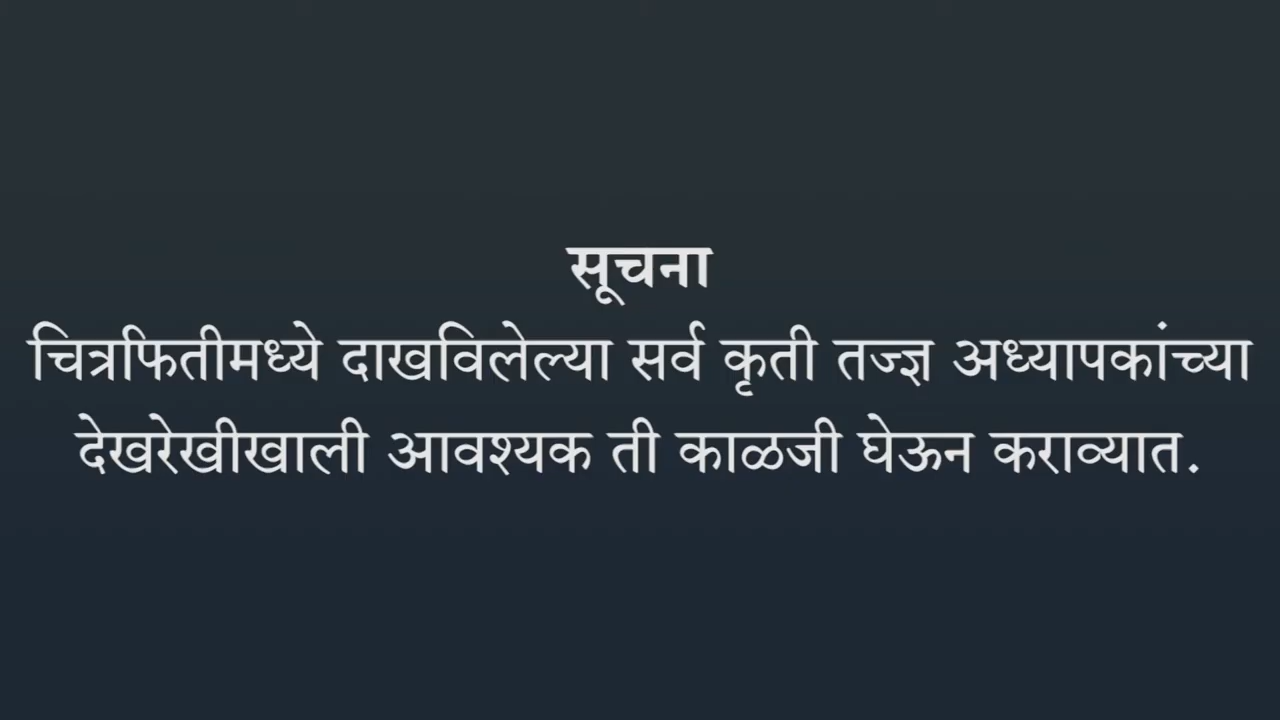 सूचना
चित्रफितीमध्ये दाखविलेल्या सर्व कृती तज्ज्ञ अध्यापकांच्या
देखरेखीखाली आवश्यक ती काळजी घेऊन कराव्यात.